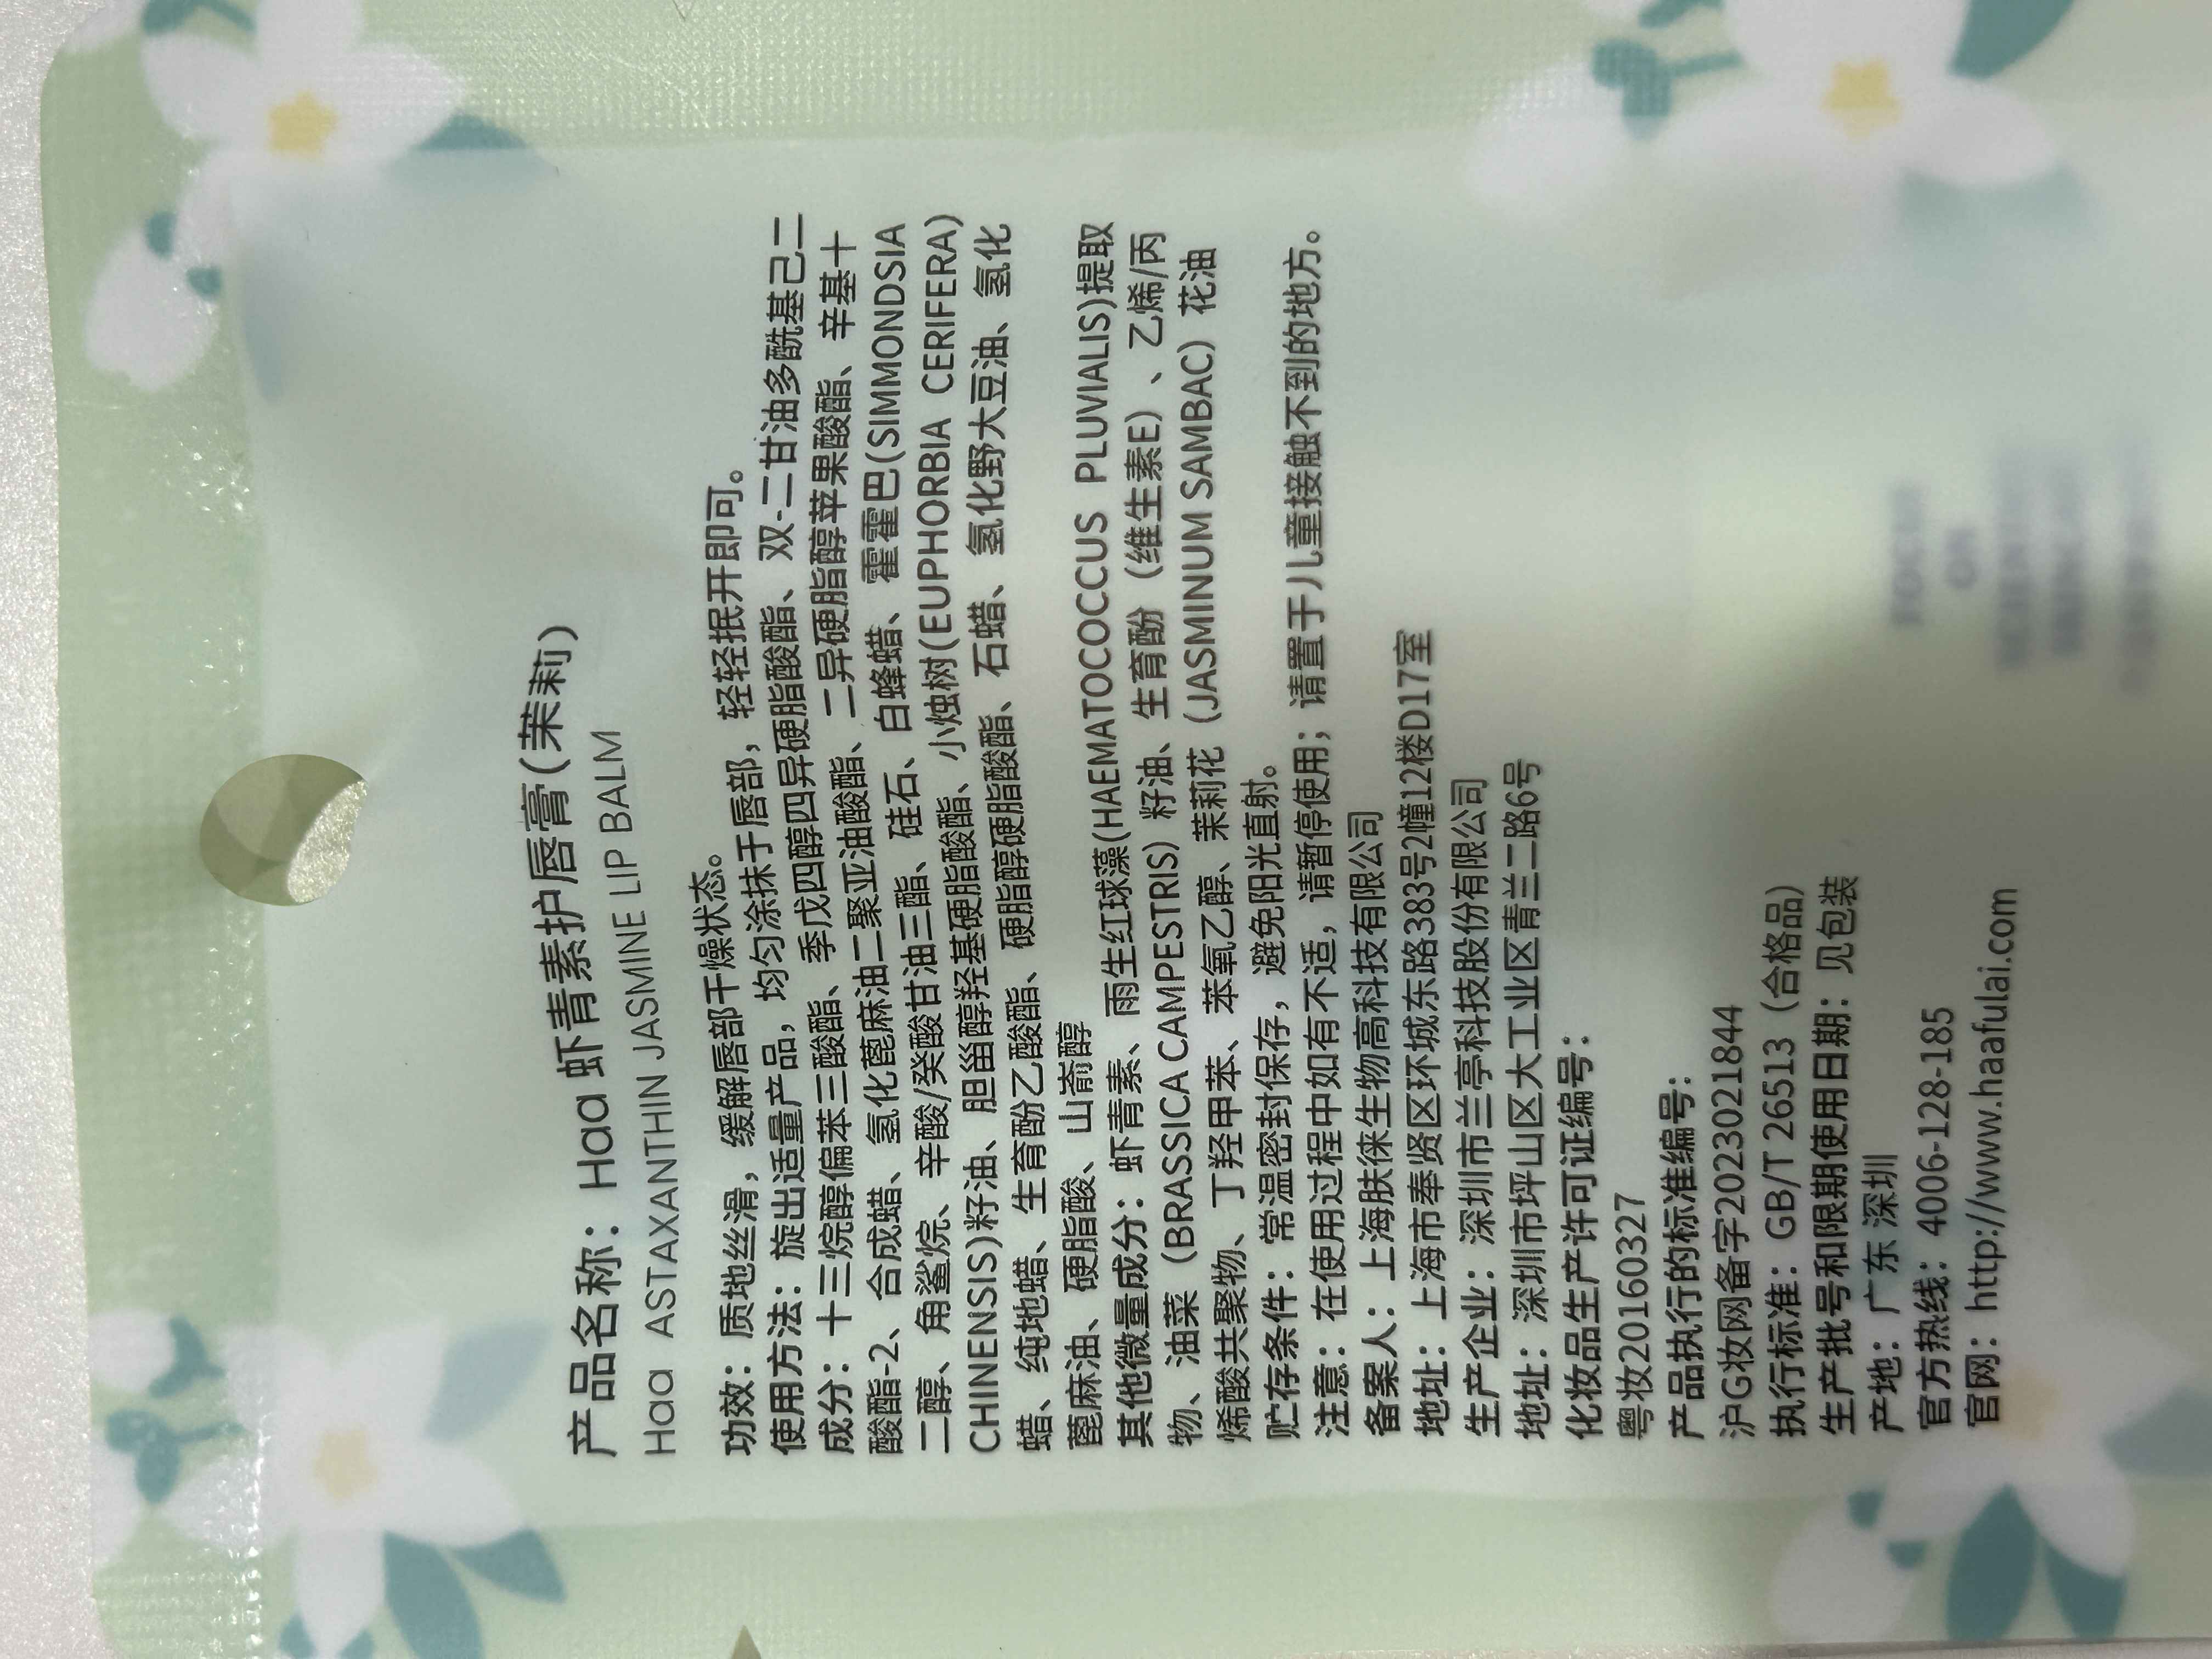 产品名称：Haa 虾青素护唇膏（茉莉）
Haa ASTAXANTHIN JASMINE LIP BALM
功效：质地丝滑，缓解唇部干燥状态。
使用方法：旋出适量产品，均匀涂抹于唇部，轻轻抿开即可。
成分：十三烷醇偏苯三酸酯、季戊四醇四异硬脂酸酯、双-二甘油多酰基己二
酸酯-2、合成蜡、氢化蓖麻油二聚亚油酸酯、二异硬脂醇苹果酸酯、辛基十
二醇、角鲨烷、辛酸/癸酸甘油三酯、硅石、白蜂蜡、霍霍巴(SIMMONDSIA
CHINENSIS)籽油、胆甾醇羟基硬脂酸酯、小烛树(EUPHORBIA CERIFERA)
蜡、纯地蜡、生育酚乙酸酯、硬脂醇硬脂酸酯、石蜡、氢化野大豆油、氢化
蓖麻油、硬脂酸、山嵛醇
其他微量成分：虾青素、雨生红球藻(HAEMATOCOCCUS PLUVIALIS)提取
物、油菜（BRASSICA CAMPESTRIS）籽油、生育酚（维生素E）、乙烯/丙
烯酸共聚物、丁羟甲苯、苯氧乙醇、茉莉花（JASMINUM SAMBAC）花油
贮存条件：常温密封保存，避免阳光直射。
注意：在使用过程中如有不适，请暂停使用；请置于儿童接触不到的地方。
备案人：上海肤徕生物高科技有限公司
地址：上海市奉贤区环城东路383号2幢12楼D17室
生产企业：深圳市兰亭科技股份有限公司
地址：深圳市坪山区大工业区青兰二路6号
化妆品生产许可证编号：
粤妆20160327
产品执行的标准编号：
沪G妆网备字2023021844
执行标准：GB/T 26513（合格品）
生产批号和限期使用日期：见包装
产地：广东 深圳
官方热线：4006-128-185
官网：http://www.haafulai.com
FOCUS
ON